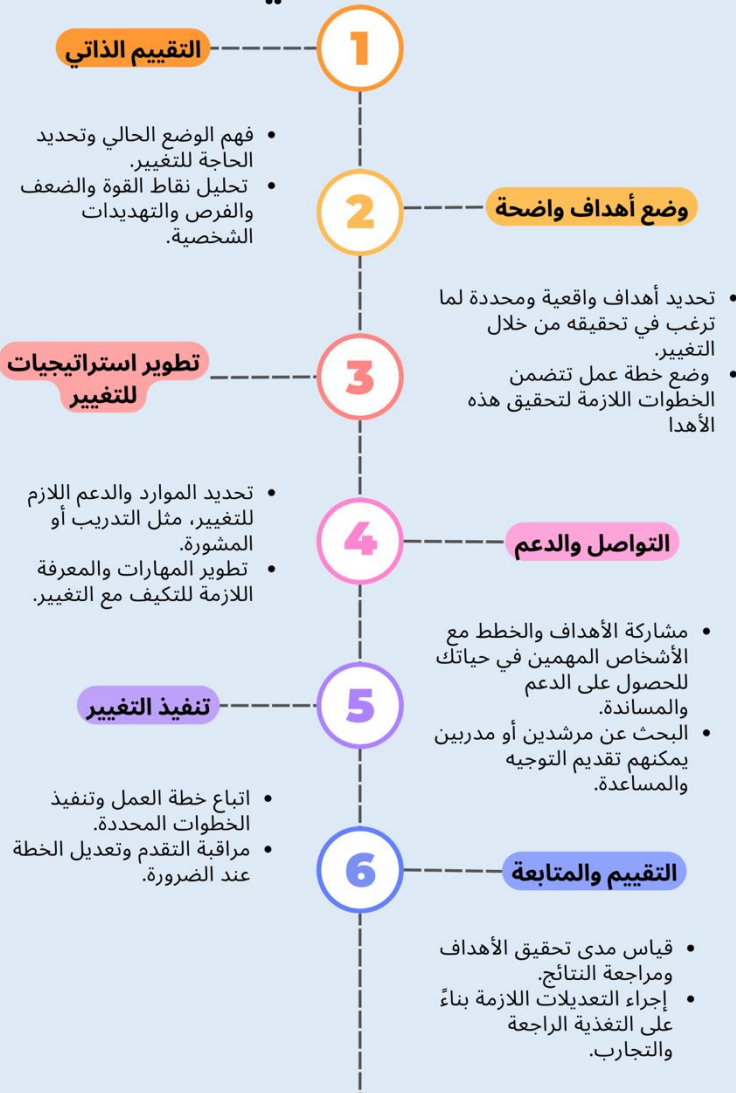 1
التقييم الذاتي
• فهم الوضع الحالي وتحديد
الحاجة للتغيير.
• تحليل نقاط القوة والضعف
والفرص والتهديدات
الشخصية.
2
وضع أهداف واضحة
• تحديد أهداف واقعية ومحددة لما
ترغب في تحقيقه من خلال
التغيير.
• وضع خطة عمل تتضمن
الخطوات اللازمة لتحقيق هذه
الأهدا
3
تطوير استراتيجيات
للتغيير
• تحديد الموارد والدعم اللازم
للتغيير، مثل التدريب أو
المشورة.
• تطوير المهارات والمعرفة
اللازمة للتكيف مع التغيير.
4
التواصل والدعم
• مشاركة الأهداف والخطط مع
الأشخاص المهمين في حياتك
للحصول على الدعم
والمساندة.
• البحث عن مرشدين أو مدربين
يمكنهم تقديم التوجيه
والمساعدة.
5
تنفيذ التغيير
• اتباع خطة العمل وتنفيذ
الخطوات المحددة.
• مراقبة التقدم وتعديل الخطة
عند الضرورة.
6
التقييم والمتابعة
• قياس مدى تحقيق الأهداف
ومراجعة النتائج.
• إجراء التعديلات اللازمة بناءً
على التغذية الراجعة
والتجارب.